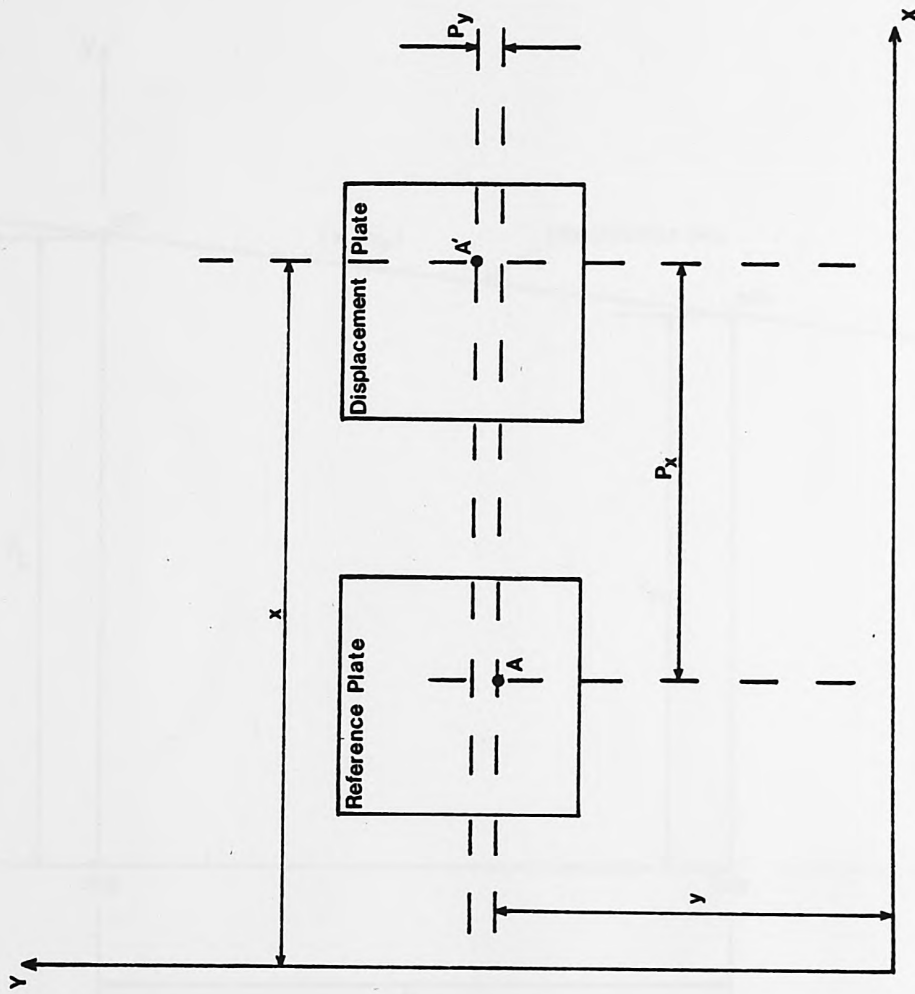 Y
x
Reference Plate
Displacement Plate
A
A'
Py
Px
y
X